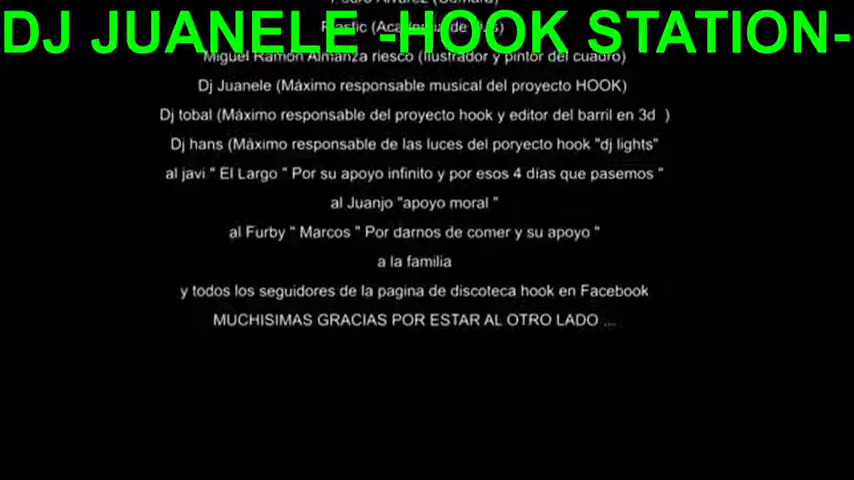 DJ JUANELE -HOOK STATION-
Miguel Ramón Almanza riesco (Ilustrador y pintor del cuadro)
Dj Juanele (Máximo responsable musical del proyecto HOOK)
Dj tobal (Máximo responsable del proyecto hook y editor del barril en 3d )
Dj hans (Máximo responsable de las luces del poryecto hook "dj lights"
al javi " El Largo " Por su apoyo infinito y por esos 4 días que pasemos "
al Juanjo "apoyo moral "
al Furby " Marcos " Por darnos de comer y su apoyo "
a la familia
y todos los seguidores de la pagina de discoteca hook en Facebook
MUCHISIMAS GRACIAS POR ESTAR AL OTRO LADO ...